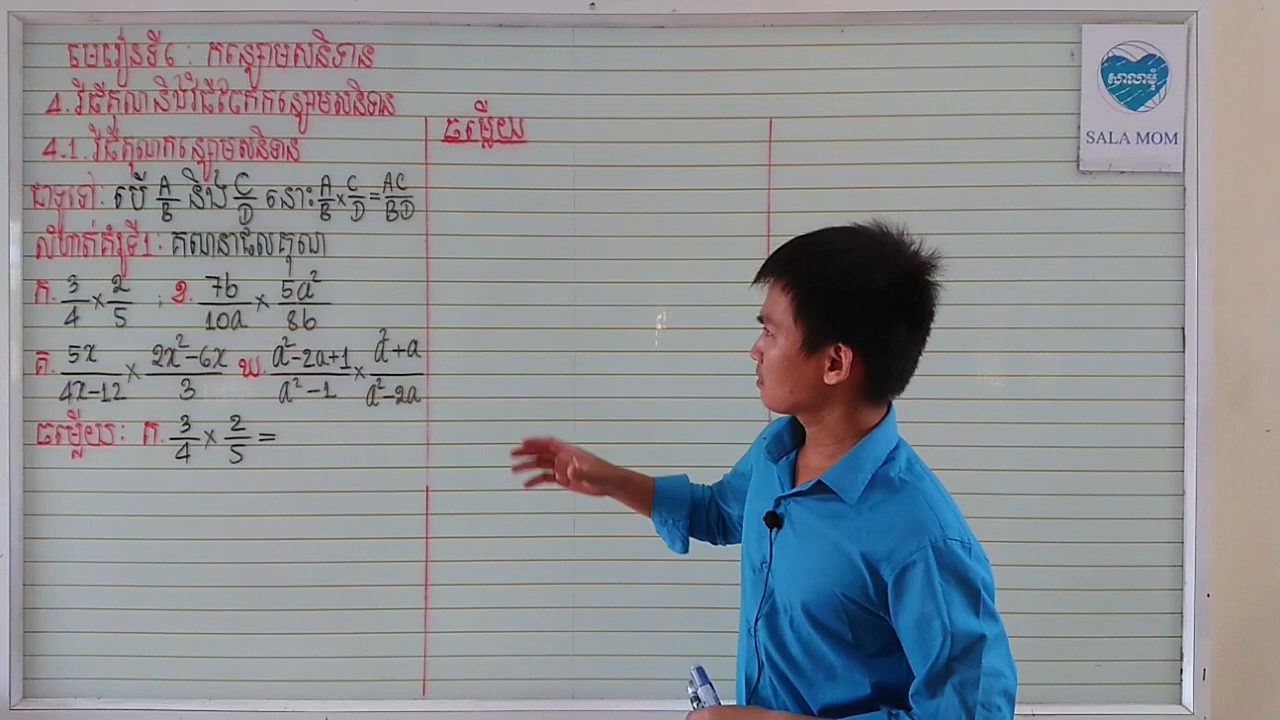 មេរៀនទី៤ : កន្សោមសនិទាន
4. វិធីគុណនិងវិធីចែកកន្សោមសនិទាន
4.1. វិធីគុណកន្សោមសនិទាន
ជាទូទៅ: បើ A/B និង C/D នោះ A/B × C/D = AC/BD
លំហាត់គំរូទី1: គណនាផលគុណ
ក. 3/4 × 2/5 ; ខ. 7b/10a × 5a²/8b
គ. 5x/4x-12 × 2x²-6x/3 ឃ. a²-2a+1/a²-1 × a²+a/a²-2a
ចម្លើយ: ក. 3/4 × 2/5 =
ចម្លើយ
សាលាមុំ
SALA MOM